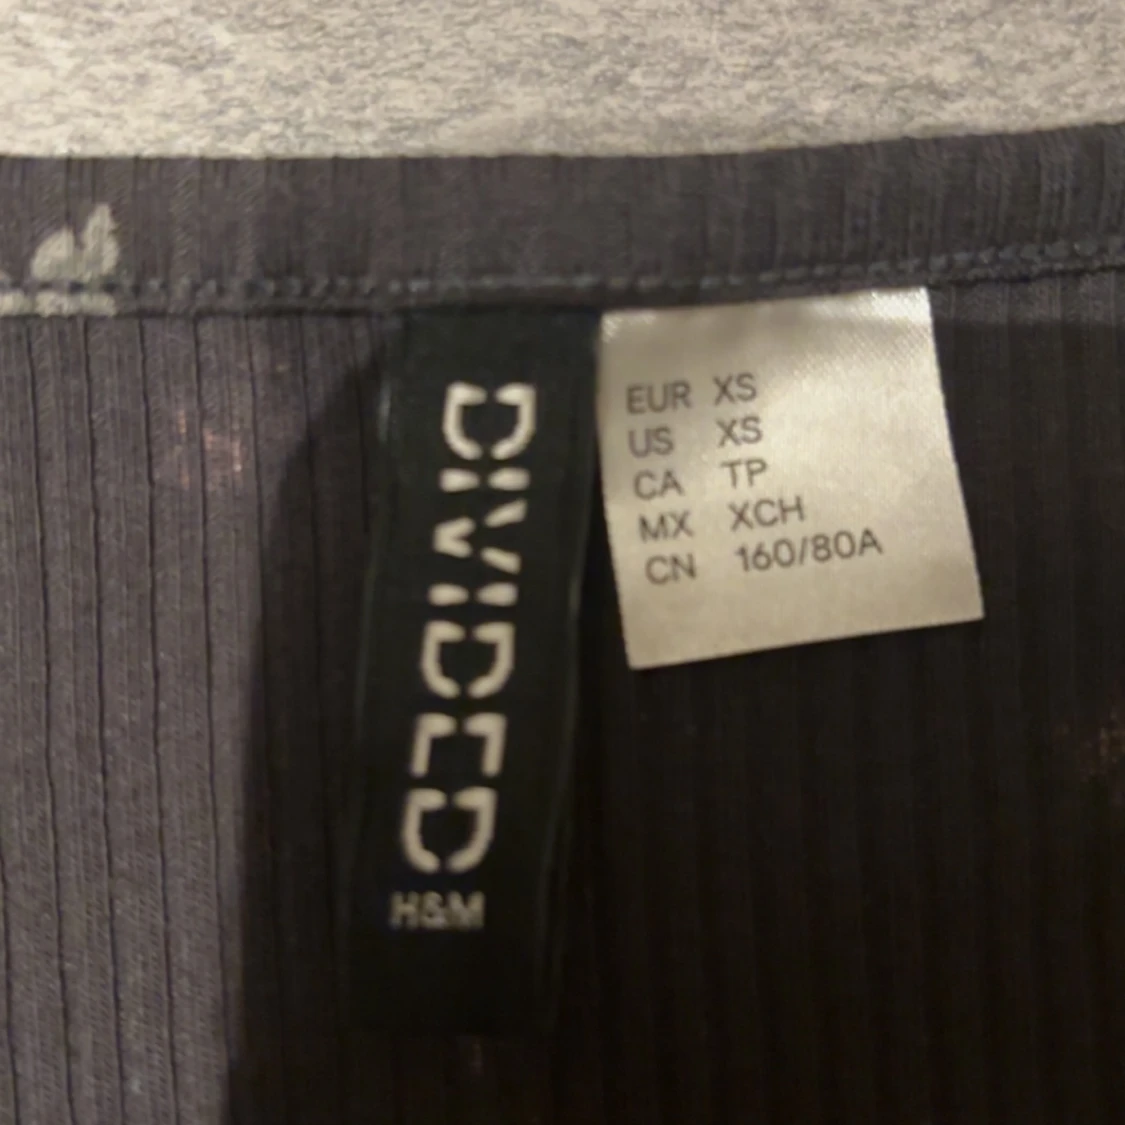 DIVIDED
H&M
EUR XS
US XS
CA TP
MX XCH
CN 160/80A